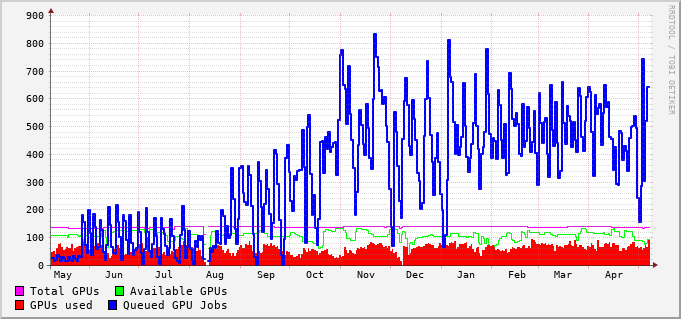 900
800
700
600
500
400
300
200
100
0
May Jun Jul Aug Sep Oct Nov Dec Jan Feb Mar Apr
Total GPUs Available GPUs
GPUs used Queued GPU Jobs
RRDTOOL / TOBI OETIKER